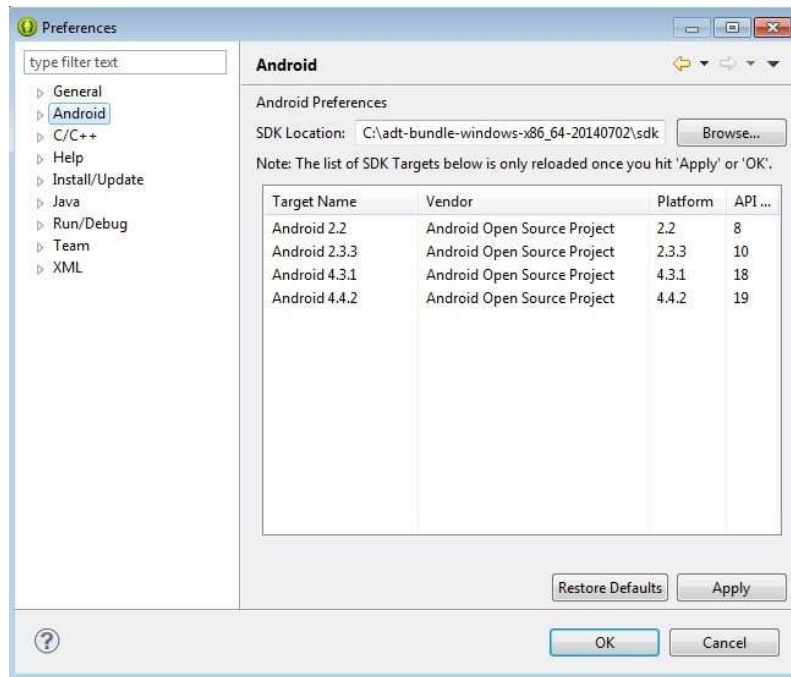 Preferences
type filter text
General
Android
C/C++
Help
Install/Update
Java
Run/Debug
Team
XML
Android
Android Preferences
SDK Location: C:\adt-bundle-windows-x86_64-20140702\sdk Browse...
Note: The list of SDK Targets below is only reloaded once you hit 'Apply' or 'OK'.
Target Name Vendor Platform API ...
Android 2.2 Android Open Source Project 2.2 8
Android 2.3.3 Android Open Source Project 2.3.3 10
Android 4.3.1 Android Open Source Project 4.3.1 18
Android 4.4.2 Android Open Source Project 4.4.2 19
Restore Defaults Apply
? OK Cancel